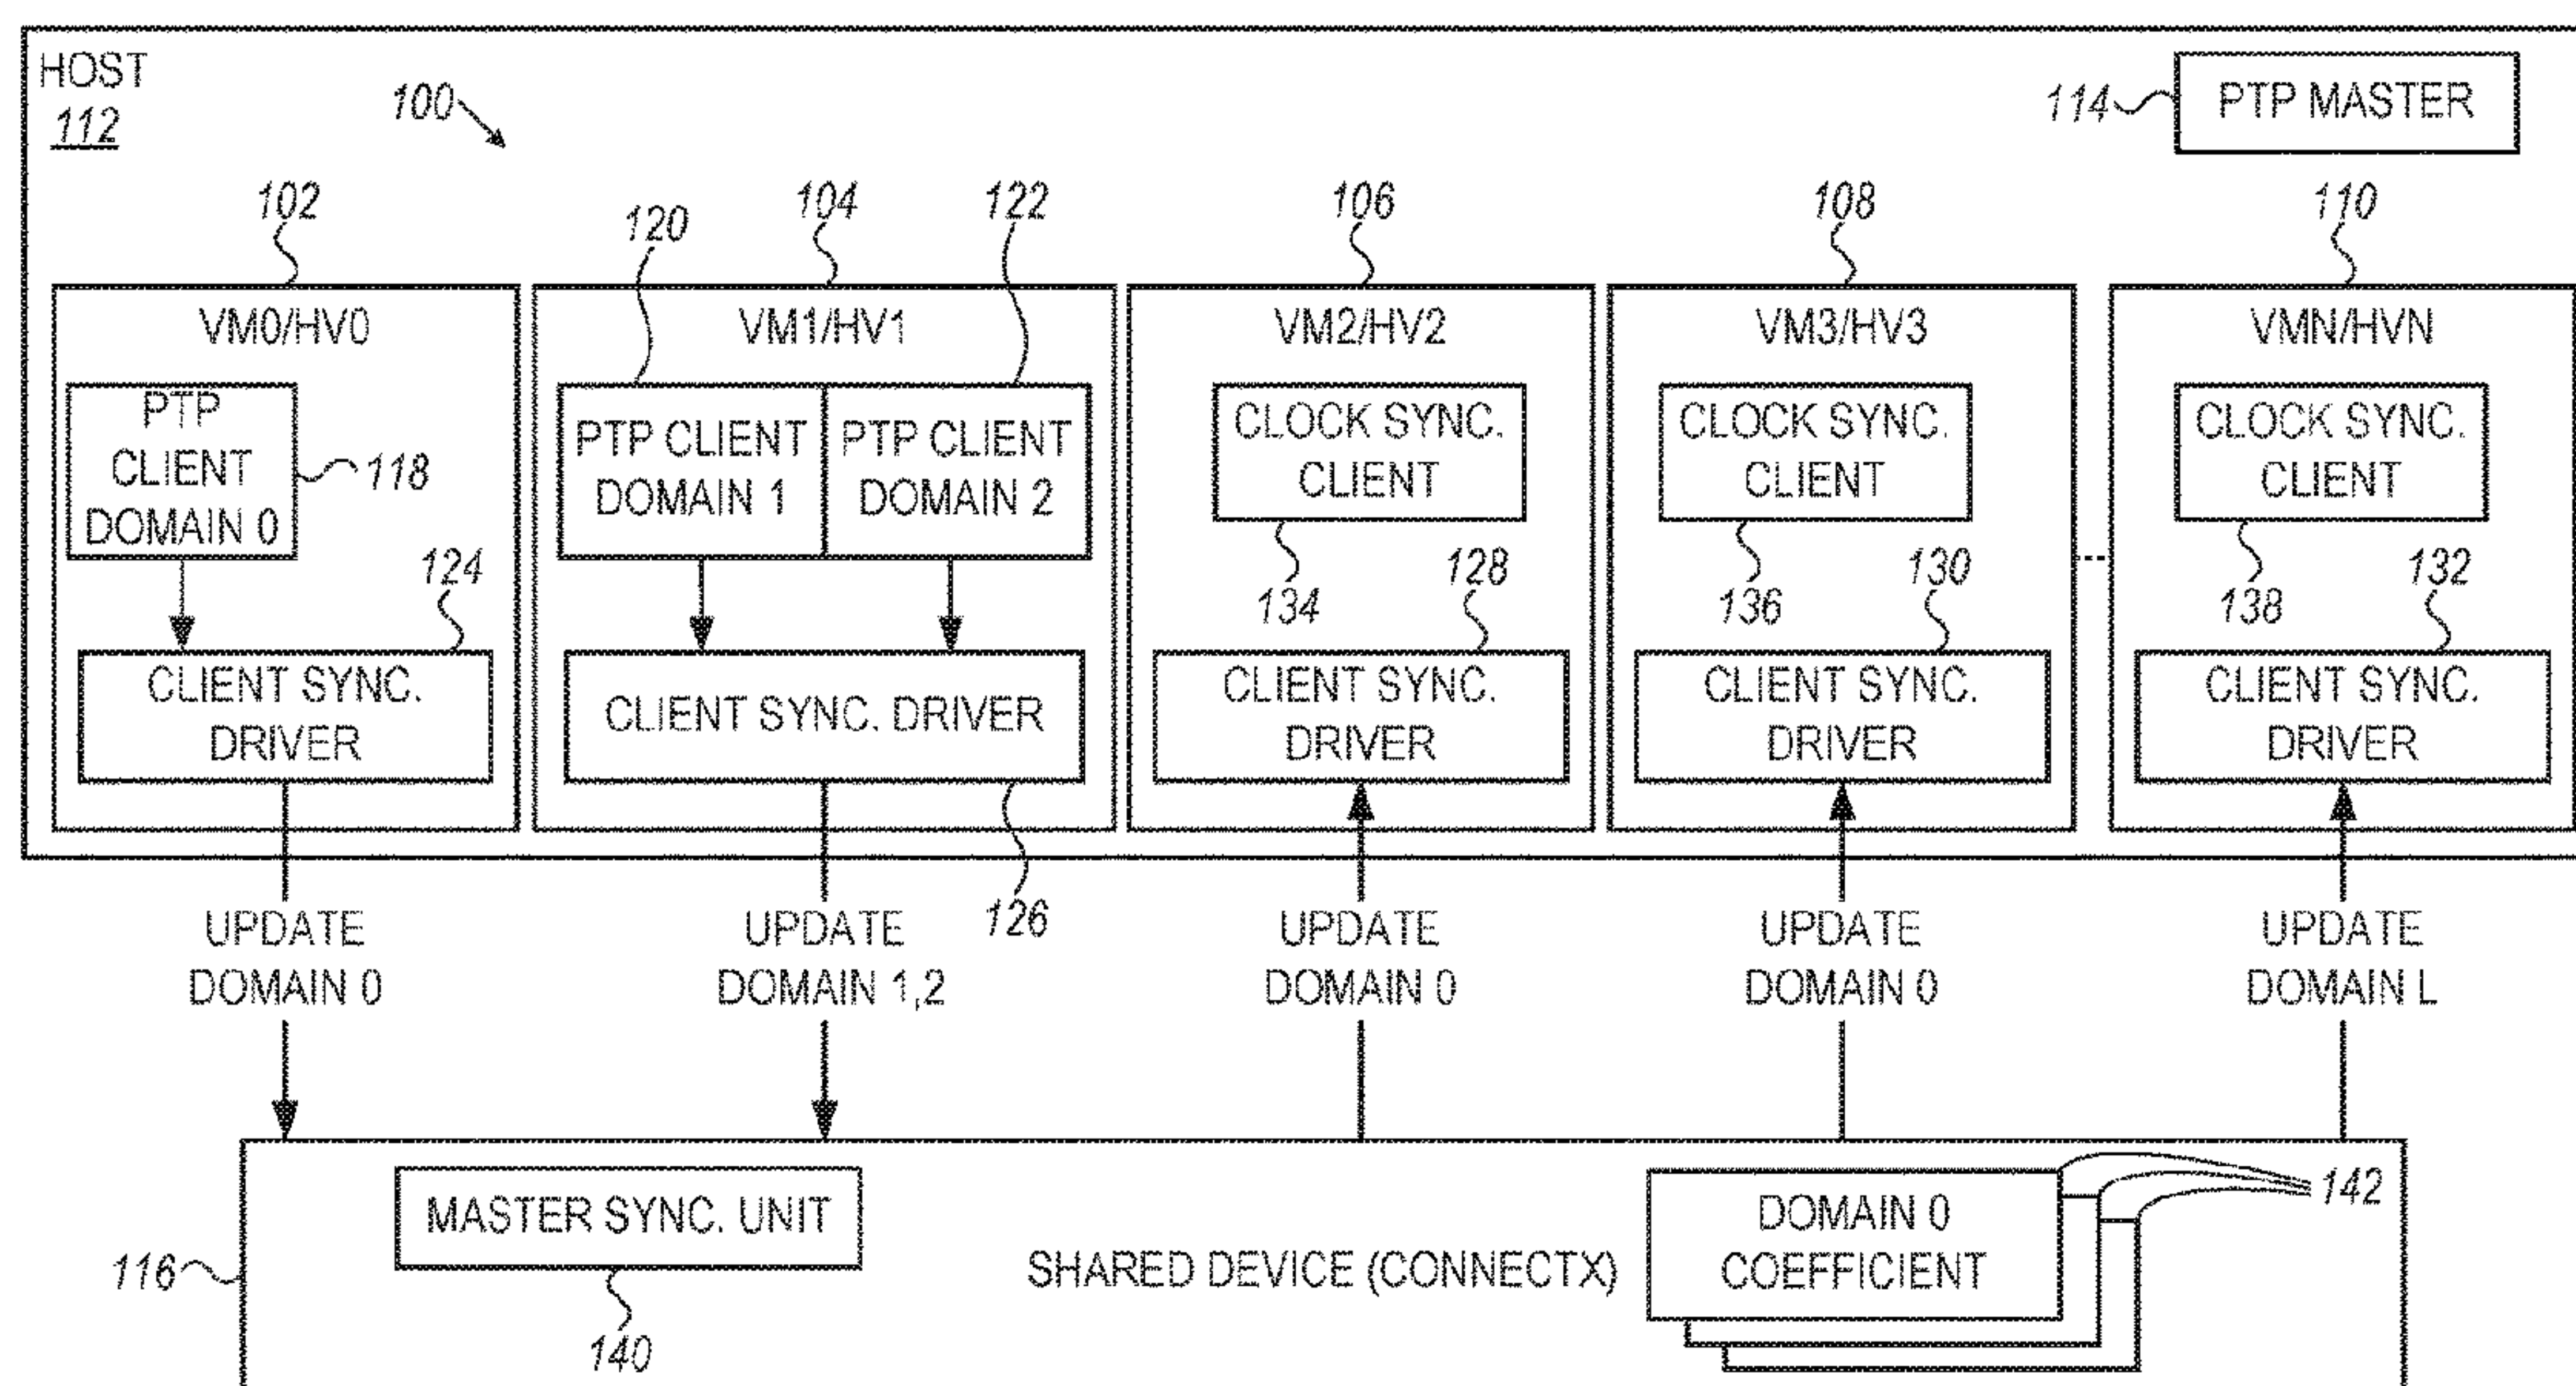 HOST
112
100
114
PTP MASTER
102
120
104
122
106
108
110
VM0/HV0
VM1/HV1
VM2/HV2
VM3/HV3
VMN/HVN
PTP
CLIENT
DOMAIN 0
118
PTP CLIENT
DOMAIN 1
PTP CLIENT
DOMAIN 2
CLOCK SYNC.
CLIENT
CLOCK SYNC.
CLIENT
CLOCK SYNC.
CLIENT
124
134
128
136
130
138
132
CLIENT SYNC.
DRIVER
CLIENT SYNC. DRIVER
CLIENT SYNC.
DRIVER
CLIENT SYNC.
DRIVER
CLIENT SYNC.
DRIVER
126
UPDATE
DOMAIN 0
UPDATE
DOMAIN 1,2
UPDATE
DOMAIN 0
UPDATE
DOMAIN 0
UPDATE
DOMAIN L
116
MASTER SYNC. UNIT
140
SHARED DEVICE (CONNECTX)
DOMAIN 0
COEFFICIENT
142